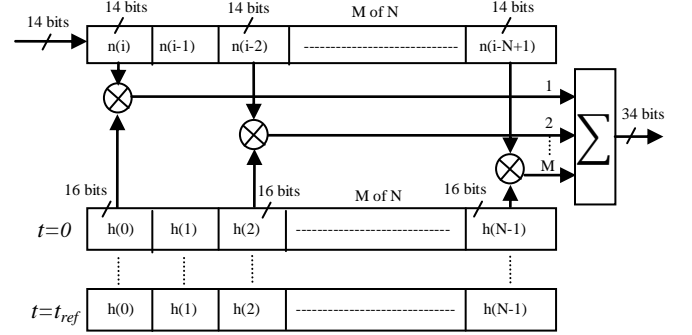 14 bits 14 bits M of N 14 bits
14 bits
n(i) n(i-1) n(i-2) n(i-N+1)
1
34 bits
2
∑
M
16 bits 16 bits M of N 16 bits
t=0 h(0) h(1) h(2) h(N-1)
t=tref h(0) h(1) h(2) h(N-1)